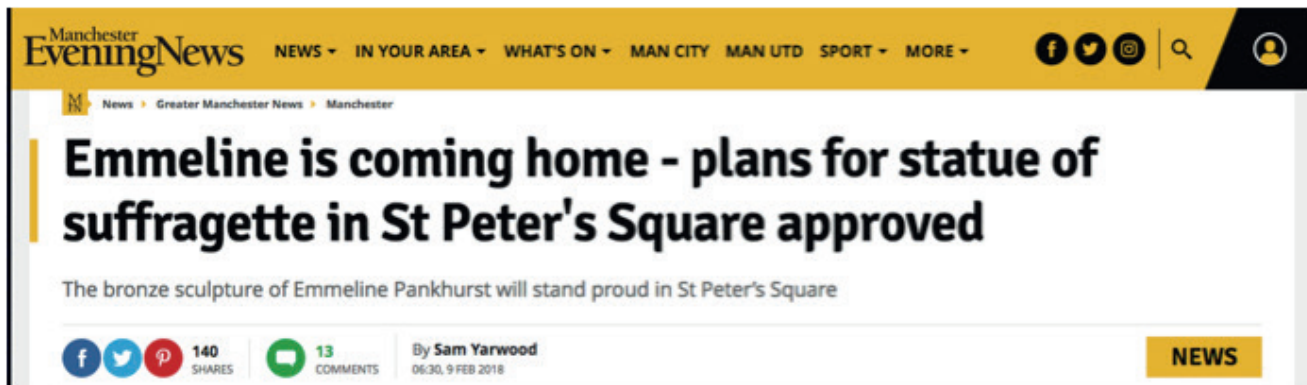 Manchester
EveningNews
NEWS IN YOUR AREA WHAT'S ON MAN CITY MAN UTD SPORT MORE
M
EN
News Greater Manchester News Manchester
Emmeline is coming home - plans for statue of
suffragette in St Peter's Square approved
The bronze sculpture of Emmeline Pankhurst will stand proud in St Peter's Square
140
SHARES
13
COMMENTS
By Sam Yarwood
06:30, 9 FEB 2018
NEWS